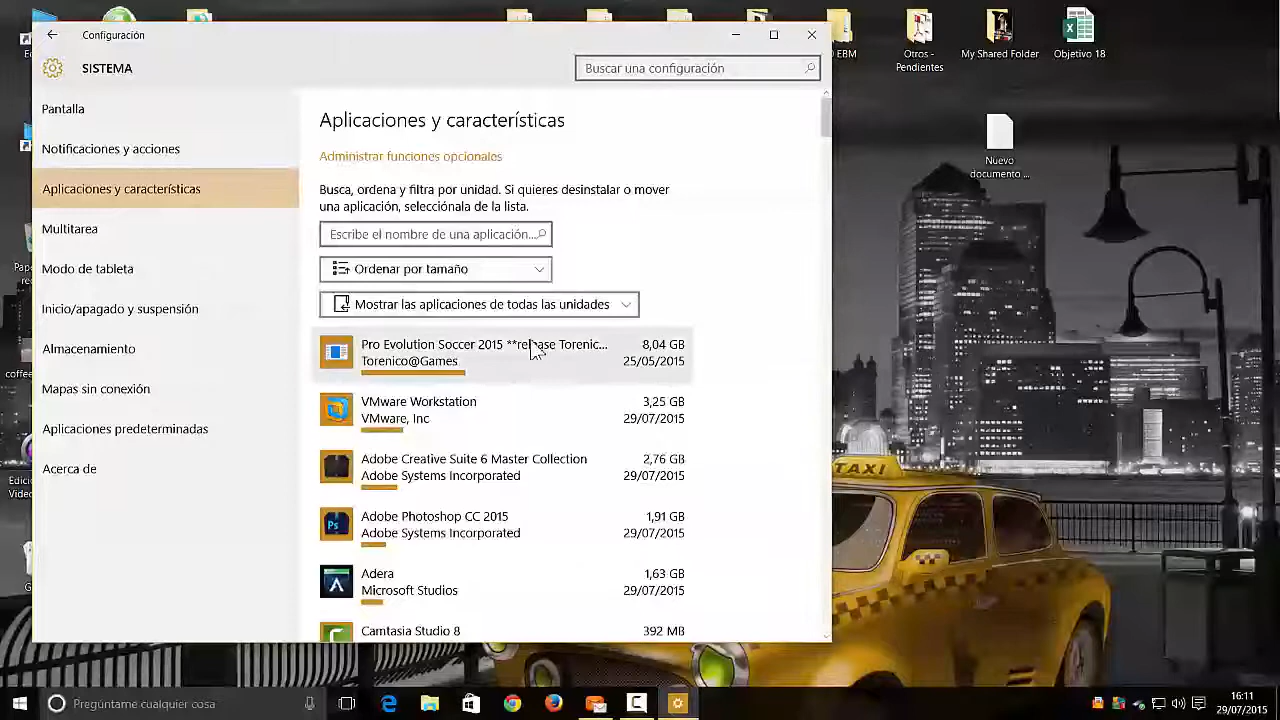 EBM
Otros -
Pendientes
My Shared Folder
Objetivo 18
Nuevo
documento ...
Configuración
SISTEMA
Buscar una configuración
Pantalla
Notificaciones y acciones
Aplicaciones y características
Multitarea
Modo de tableta
Inicio/apagado y suspensión
Almacenamiento
Mapas sin conexión
Aplicaciones predeterminadas
Acerca de
Aplicaciones y características
Administrar funciones opcionales
Busca, ordena y filtra por unidad. Si quieres desinstalar o mover
una aplicación, selecciónala de la lista.
Escribe el nombre de una aplicación...
Ordenar por tamaño
Mostrar las aplicaciones de todas las unidades
Pro Evolution Soccer 2015 **release Torenic... 8,04 GB
Torenico@Games 25/05/2015
VMware Workstation 3,25 GB
VMware, Inc 29/07/2015
Adobe Creative Suite 6 Master Collection 2,76 GB
Adobe Systems Incorporated 29/07/2015
Ps
Adobe Photoshop CC 2015 1,91 GB
Adobe Systems Incorporated 29/07/2015
Adera 1,63 GB
Microsoft Studios 29/07/2015
Camtasia Studio 8 392 MB
TAXI
Pregúntame cualquier cosa
16:11
29/07/2015